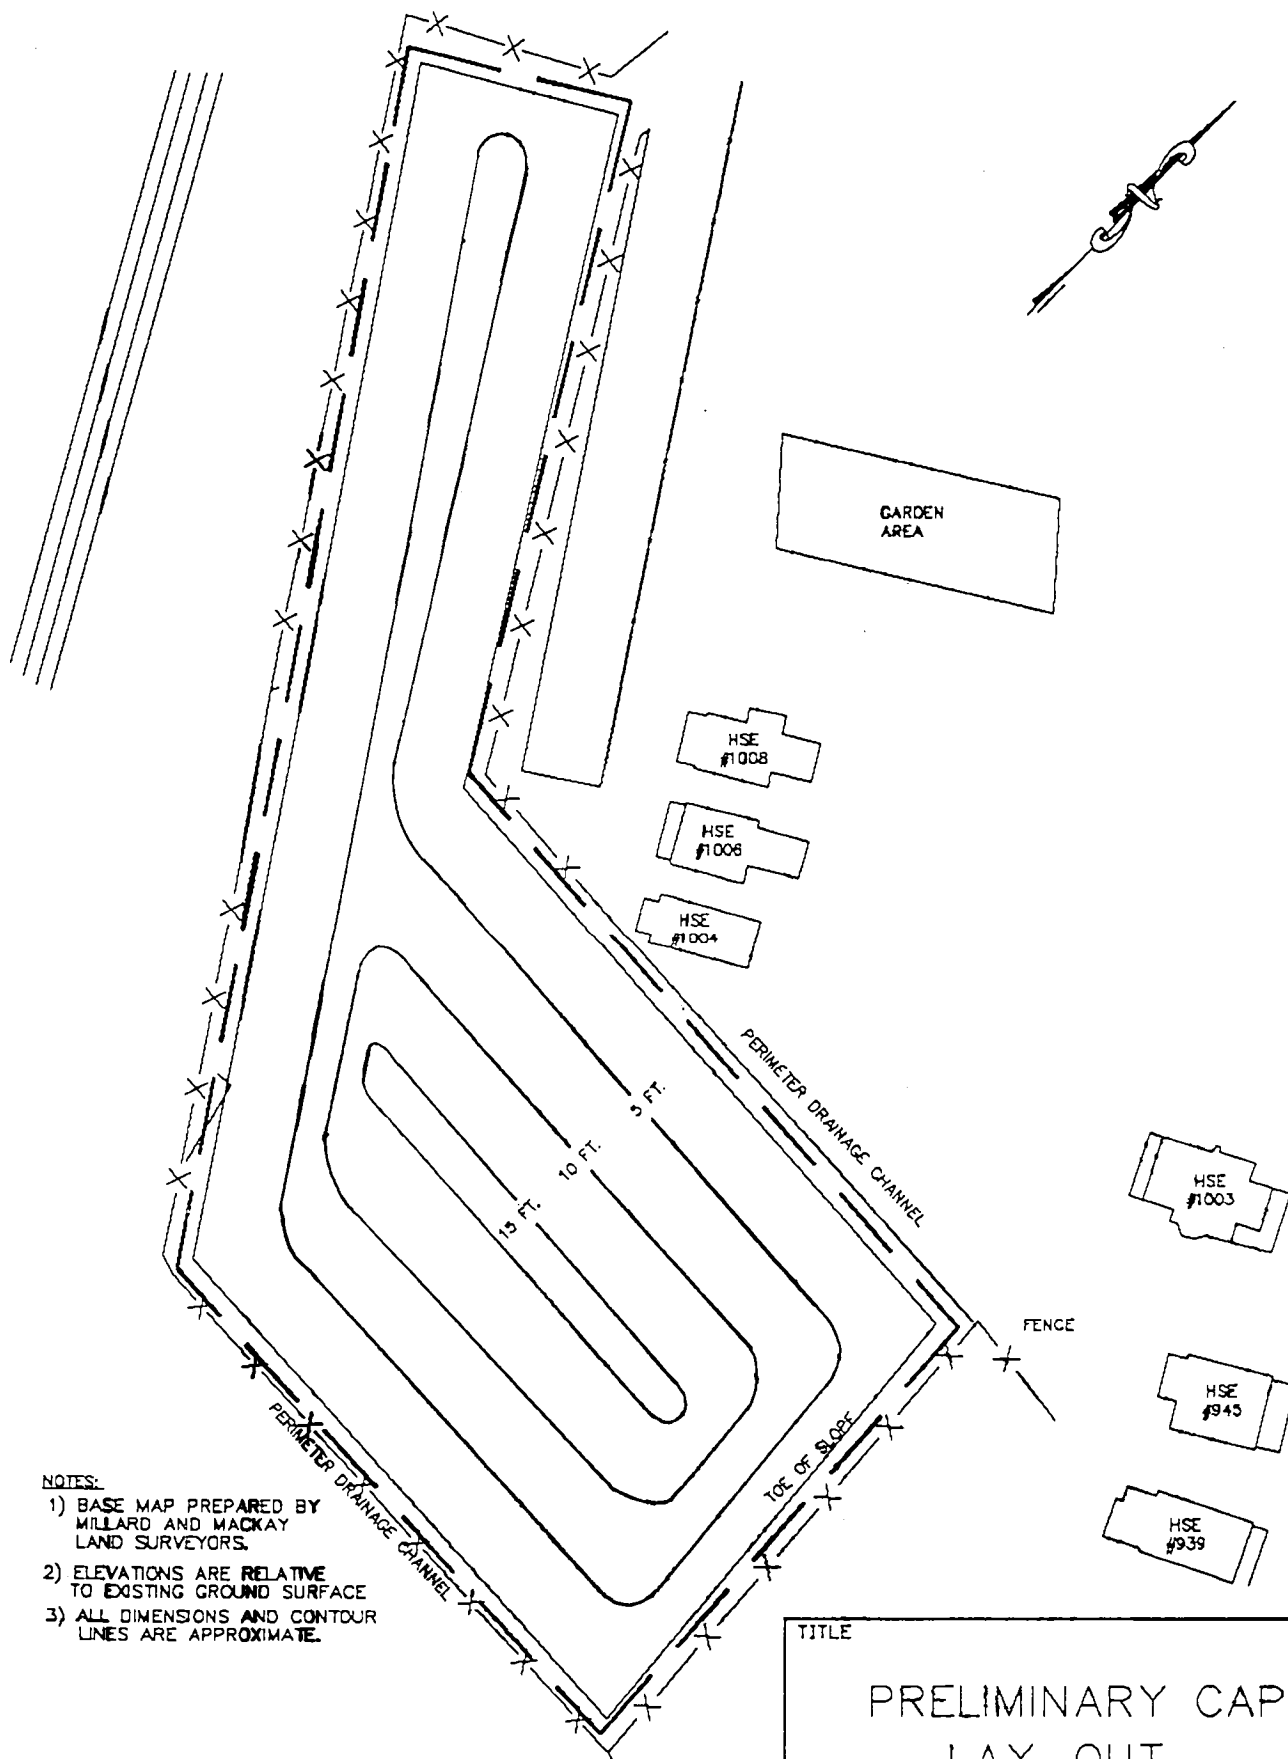 GARDEN
AREA
HSE
#1008
HSE
#1006
HSE
#1004
PERIMETER DRAINAGE CHANNEL
5 FT.
10 FT.
15 FT.
HSE
#1003
FENCE
HSE
#945
TOE OF SLOPE
HSE
#939
PERIMETER DRAINAGE CHANNEL
NOTES:
1) BASE MAP PREPARED BY
MILLARD AND MACKAY
LAND SURVEYORS.
2) ELEVATIONS ARE RELATIVE
TO EXISTING GROUND SURFACE
3) ALL DIMENSIONS AND CONTOUR
LINES ARE APPROXIMATE.
TITLE
PRELIMINARY CAP
LAY OUT